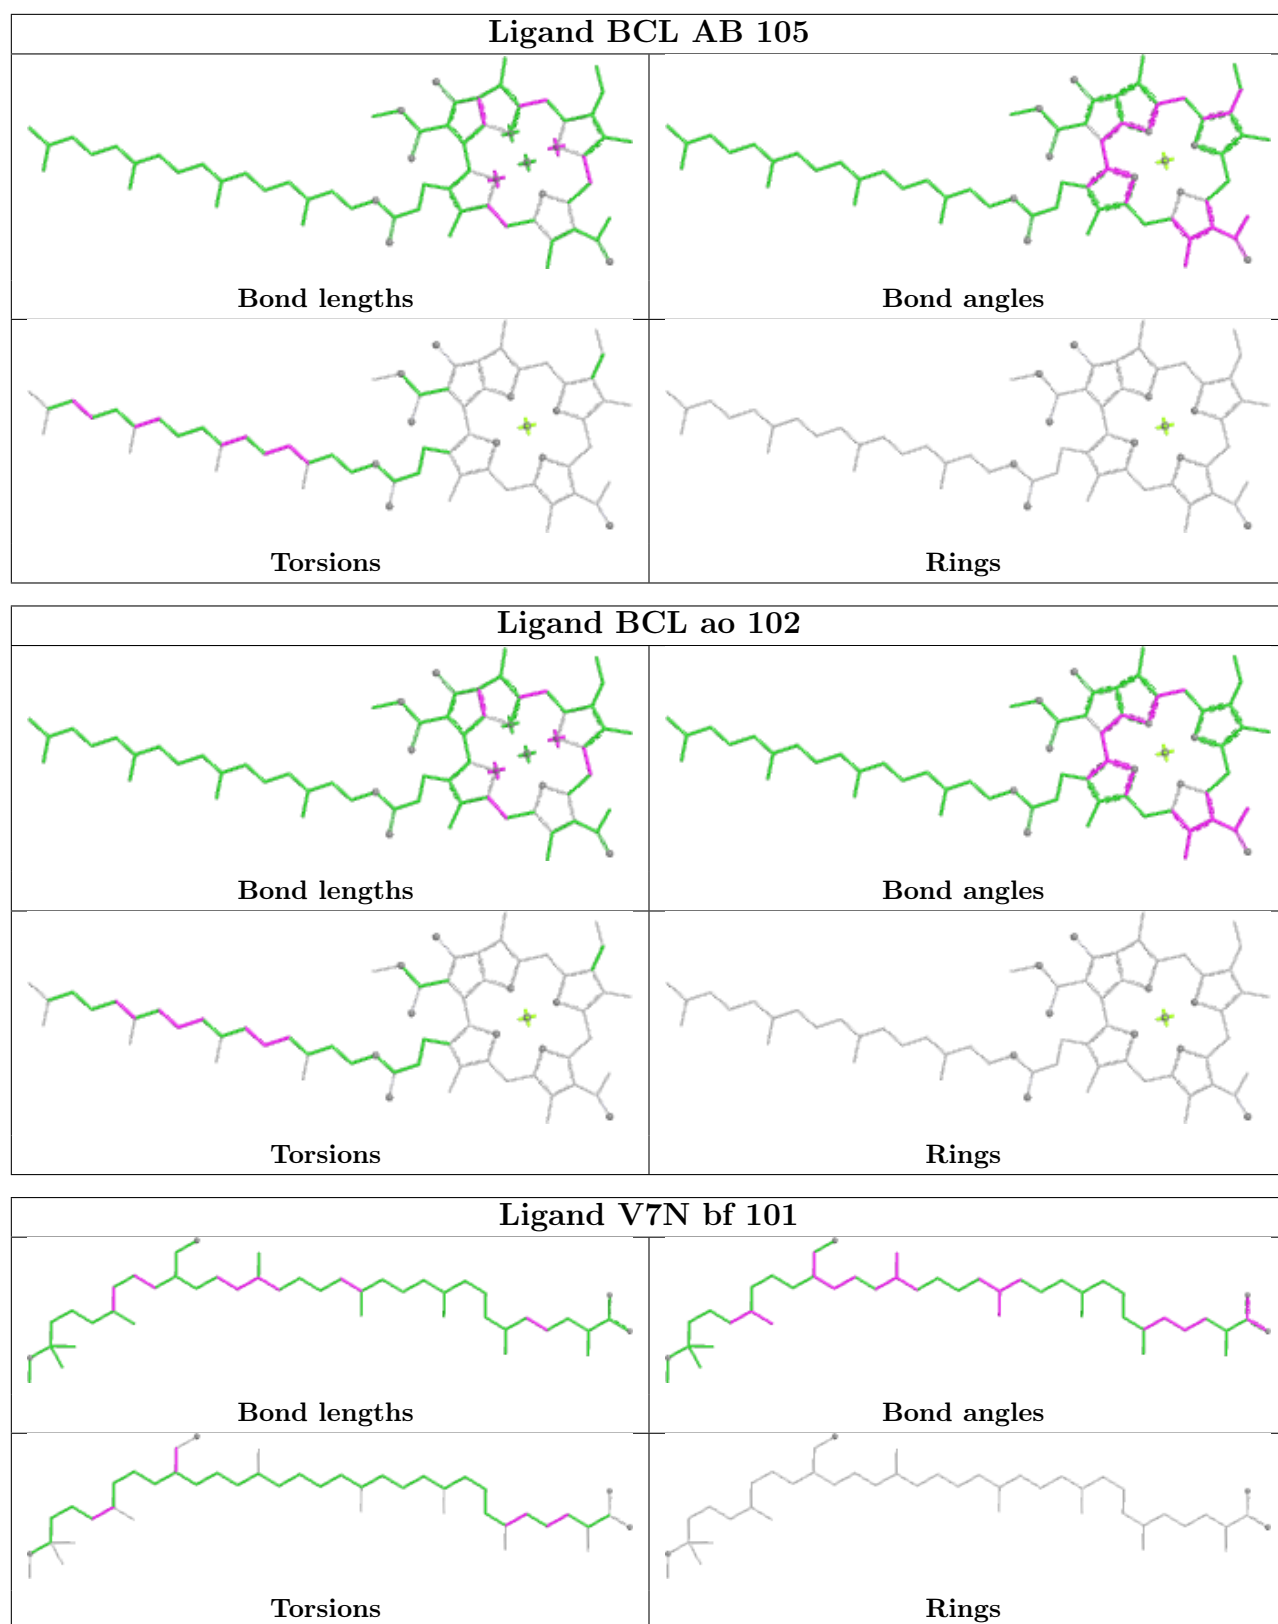 Ligand BCL AB 105
Bond lengths
Bond angles
Torsions
Rings
Ligand BCL ao 102
Bond lengths
Bond angles
Torsions
Rings
Ligand V7N bf 101
Bond lengths
Bond angles
Torsions
Rings